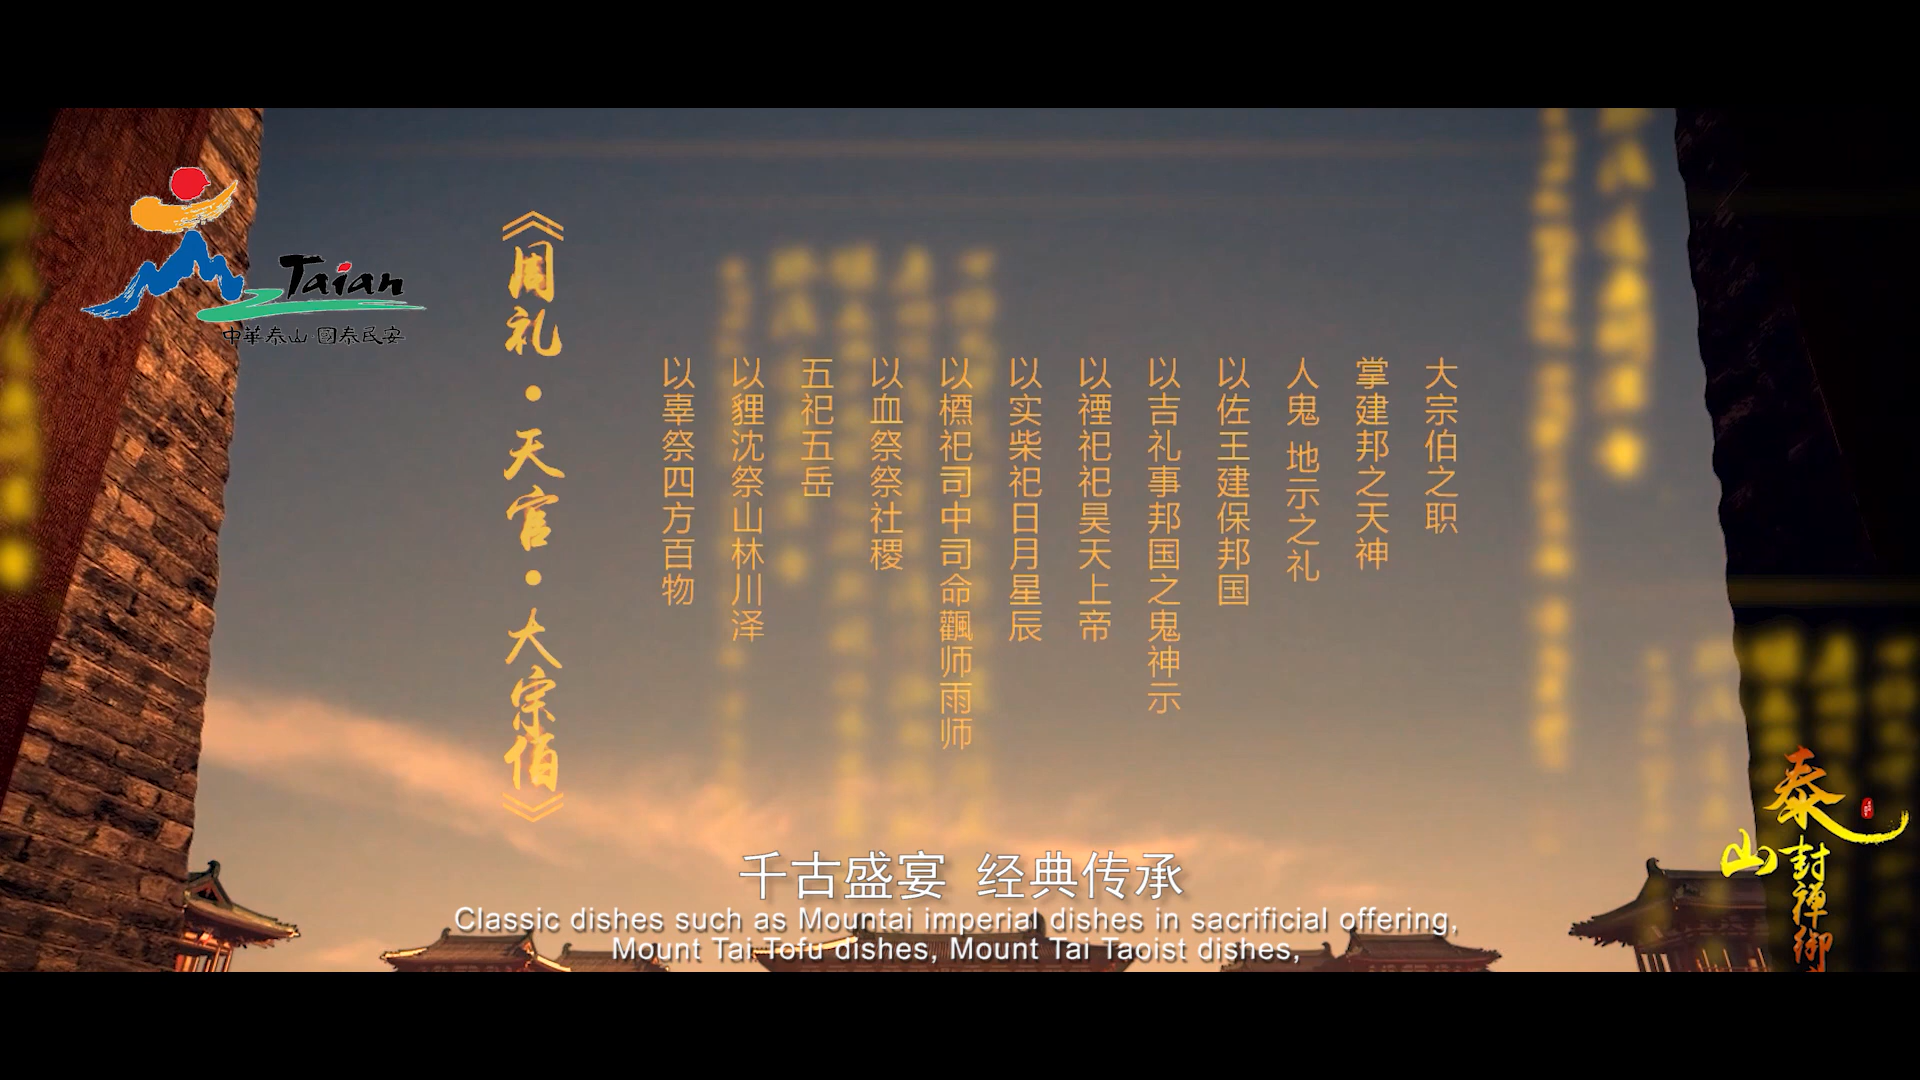 Taian
中華泰山·國泰民安
大宗伯之职
掌建邦之天神
人鬼 地示之礼
以佐王建保邦国
以吉礼事邦国之鬼神示
以禋祀祀昊天上帝
以实柴祀日月星辰
以槱祀司中司命飌师雨师
以血祭祭社稷
五祀五岳
以貍沈祭山林川泽
以辜祭四方百物
《周礼·天官·大宗伯》
泰山封禅御
千古盛宴 经典传承
Classic dishes such as Mountai imperial dishes in sacrificial offering,
Mount Tai Tofu dishes, Mount Tai Taoist dishes,